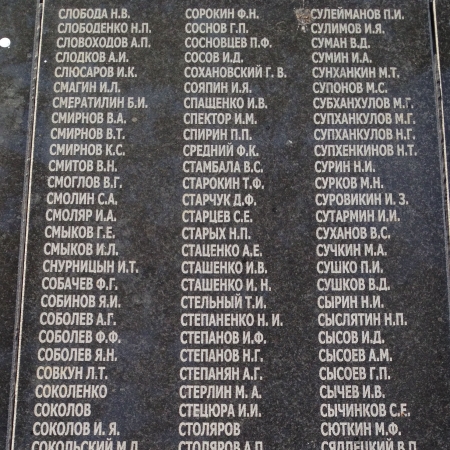 СЛОБОДА Н.В.
СЛОБОДЕНКО Н.П.
СЛОВОХОДОВ А.П.
СЛОДКОВ А.И.
СЛЮСАРОВ И.К.
СМАГИН И.Л.
СМЕРАТИЛИН Б.И.
СМИРНОВ В.А.
СМИРНОВ В.Т.
СМИРНОВ К.С.
СМИТОВ В.Н.
СМОГЛОВ В.Г.
СМОЛИН С.А.
СМОЛЯР И.А.
СМЫКОВ Г.Е.
СМЫКОВ И.Л.
СНУРНИЦЫН И.Т.
СОБАЧЕВ Ф.Г.
СОБИНОВ Я.И.
СОБОЛЕВ А.Г.
СОБОЛЕВ Ф.Ф.
СОБОЛЕВ Я.Н.
СОВКУН Л.Т.
СОКОЛЕНКО
СОКОЛОВ
СОКОЛОВ И. Я.
СОКОЛЬСКИЙ М.Д.
СОРОКИН Ф.Н.
СОСНОВ Г.П.
СОСНОВЦЕВ П.Ф.
СОСОВ И.Д.
СОХАНОВСКИЙ Г. В.
СОЯПИН И.Я.
СПАЩЕНКО И.В.
СПЕКТОР И.М.
СПИРИН П.П.
СРЕДНИЙ Ф.К.
СТАМБАЛА В.С.
СТАРОКИН Т.Ф.
СТАРЧУК Д.Ф.
СТАРЦЕВ С.Е.
СТАРЫХ Н.П.
СТАЦЕНКО А.Е.
СТАШЕНКО И.В.
СТАШЕНКО И. Н.
СТЕЛЬНЫЙ Т.И.
СТЕПАНЕНКО Н. И.
СТЕПАНОВ И.Ф.
СТЕПАНОВ Н.Г.
СТЕПАНЯН А.Г.
СТЕРЛИН М. А.
СТЕЦЮРА И.И.
СТОЛЯРОВ
СТОЛЯРОВ А.П.
СУЛЕЙМАНОВ П.И.
СУЛИМОВ И.Я.
СУМАН В.Д.
СУМИН И.А.
СУНХАНКИН М.Т.
СУПОНОВ М.С.
СУБХАНХУЛОВ М.Г.
СУПХАНКУЛОВ М.Г.
СУПХАНКУЛОВ Н.Г.
СУПХЕНКИНОВ Н.Т.
СУРИН Н.И.
СУРКОВ М.Н.
СУРОВИКИН И. З.
СУТАРМИН И.И.
СУХАНОВ В.С.
СУЧКИН М.А.
СУШКО П.И.
СУШКОВ В.Д.
СЫРИН Н.И.
СЫСЛЯТИН Н.П.
СЫСОВ И.Д.
СЫСОЕВ А.М.
СЫСОЕВ Г.П.
СЫЧЕВ И.В.
СЫЧИНКОВ С.Е.
СЮТКИН М.Ф.